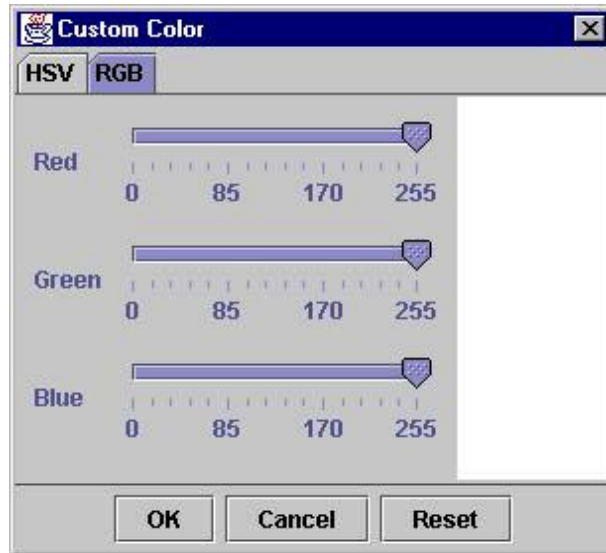 Custom Color
HSV RGB
Red
0 85 170 255
Green
0 85 170 255
Blue
0 85 170 255
OK Cancel Reset